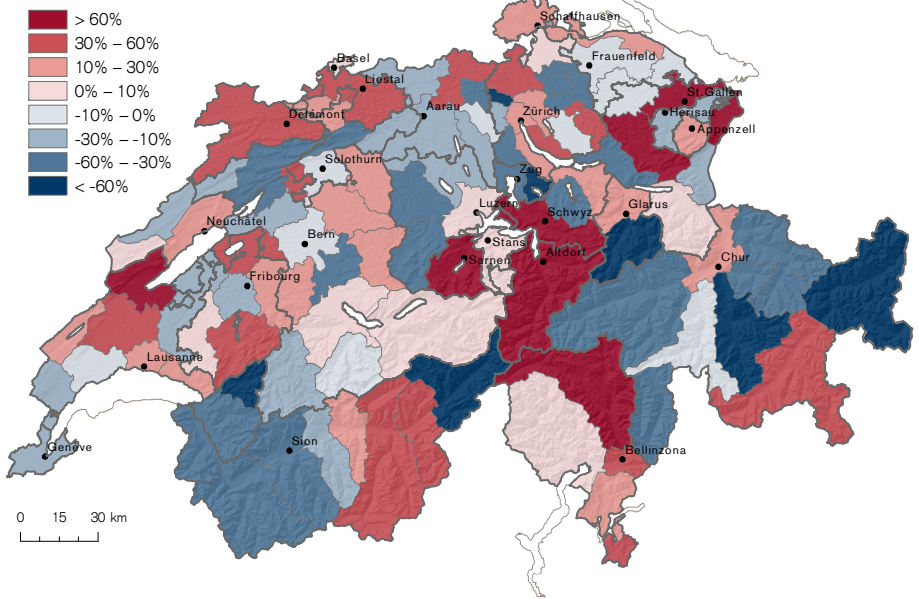 > 60%
30% – 60%
10% – 30%
0% – 10%
-10% – 0%
-30% – -10%
-60% – -30%
< -60%
Schaffhausen
Basel
Frauenfeld
Liestal
St.Gallen
Aarau
Zürich
Herisau
Delémont
Appenzell
Solothurn
Zug
Luzern
Glarus
Neuchâtel
Schwyz
Bern
Stans
Altdorf
Sarnen
Chur
Fribourg
Lausanne
Sion
Genève
Bellinzona
0 15 30 km